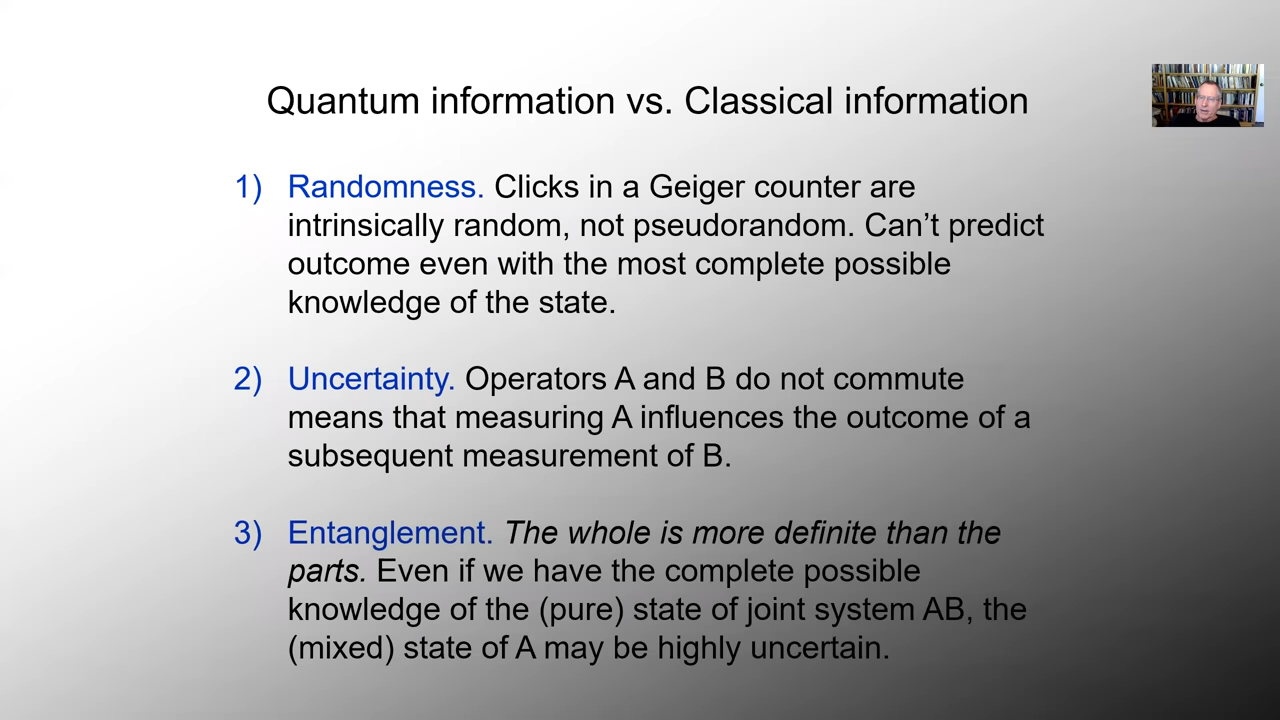 Quantum information vs. Classical information
1) Randomness. Clicks in a Geiger counter are
intrinsically random, not pseudorandom. Can’t predict
outcome even with the most complete possible
knowledge of the state.
2) Uncertainty. Operators A and B do not commute
means that measuring A influences the outcome of a
subsequent measurement of B.
3) Entanglement. The whole is more definite than the
parts. Even if we have the complete possible
knowledge of the (pure) state of joint system AB, the
(mixed) state of A may be highly uncertain.